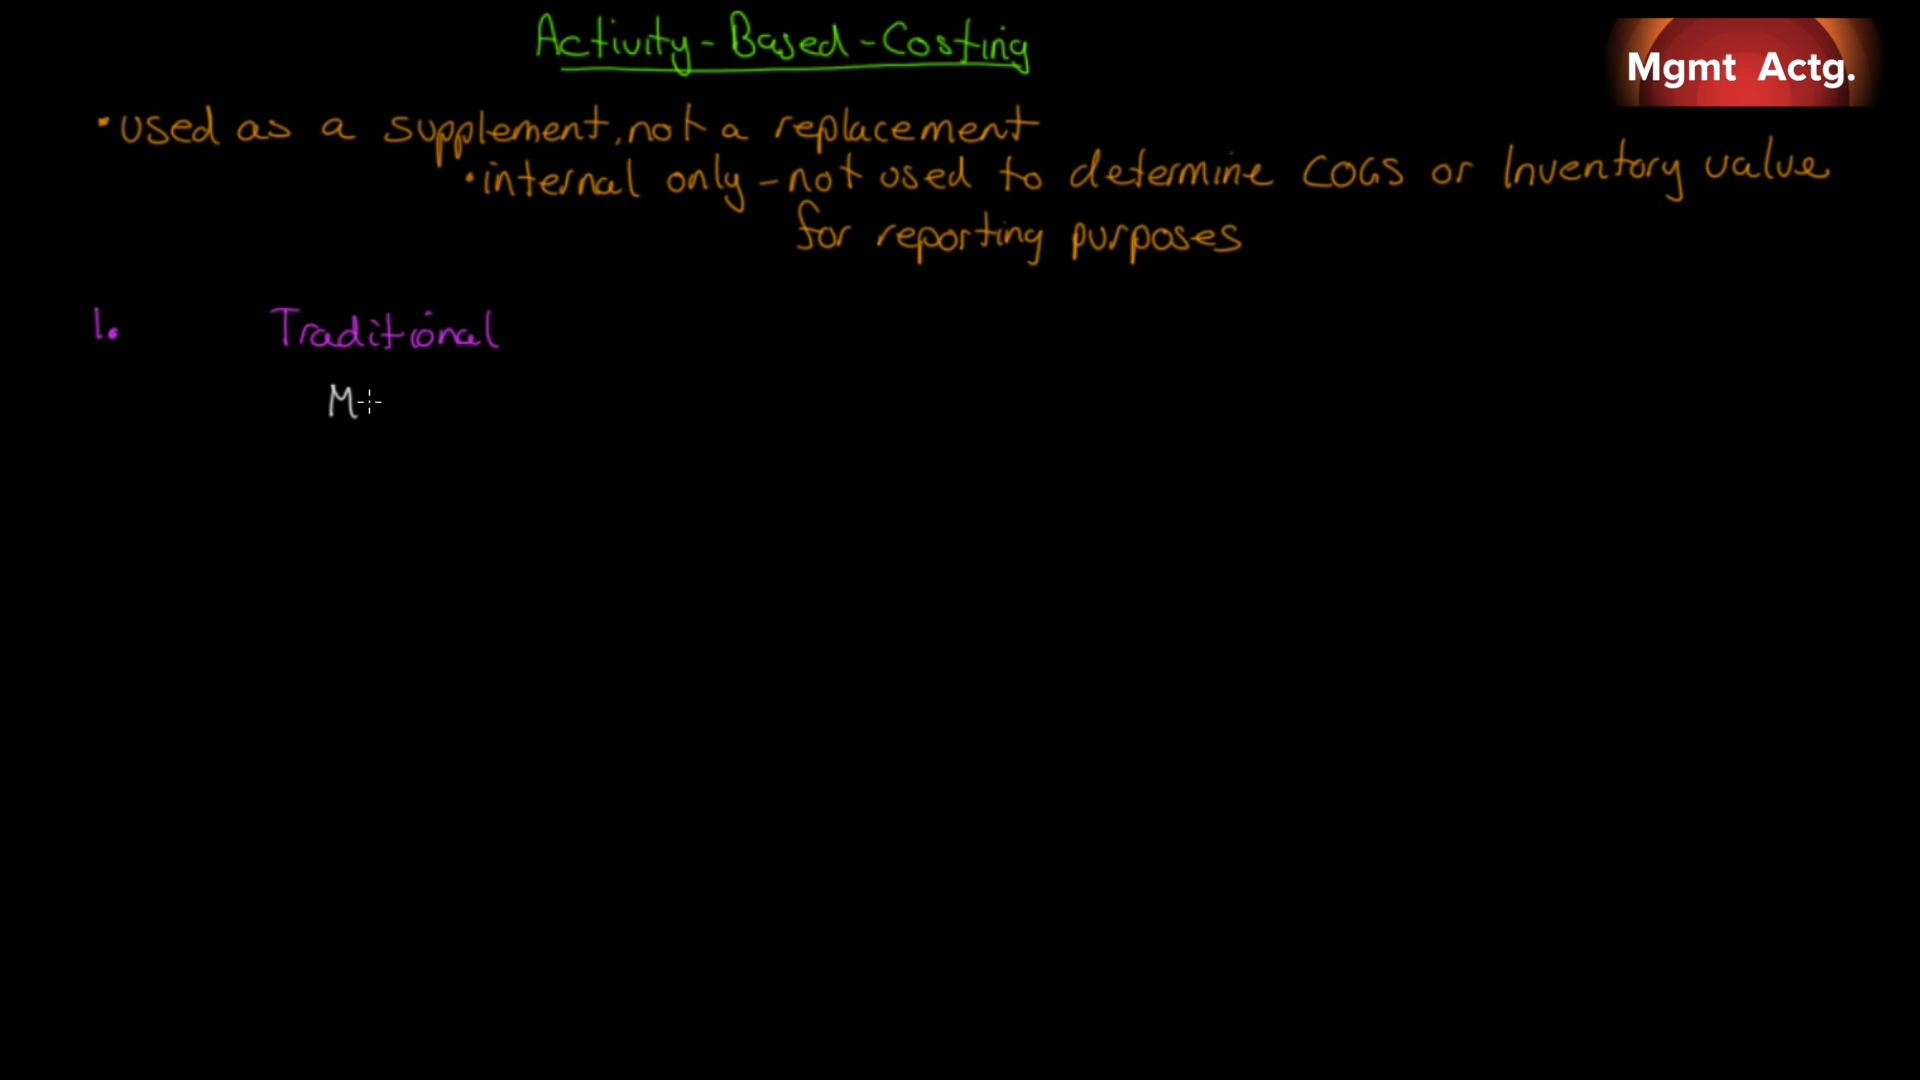 Activity-Based-Costing
Mgmt Actg.
• used as a supplement, not a replacement
• internal only - not used to determine COGS or Inventory value
for reporting purposes
1. Traditional
M